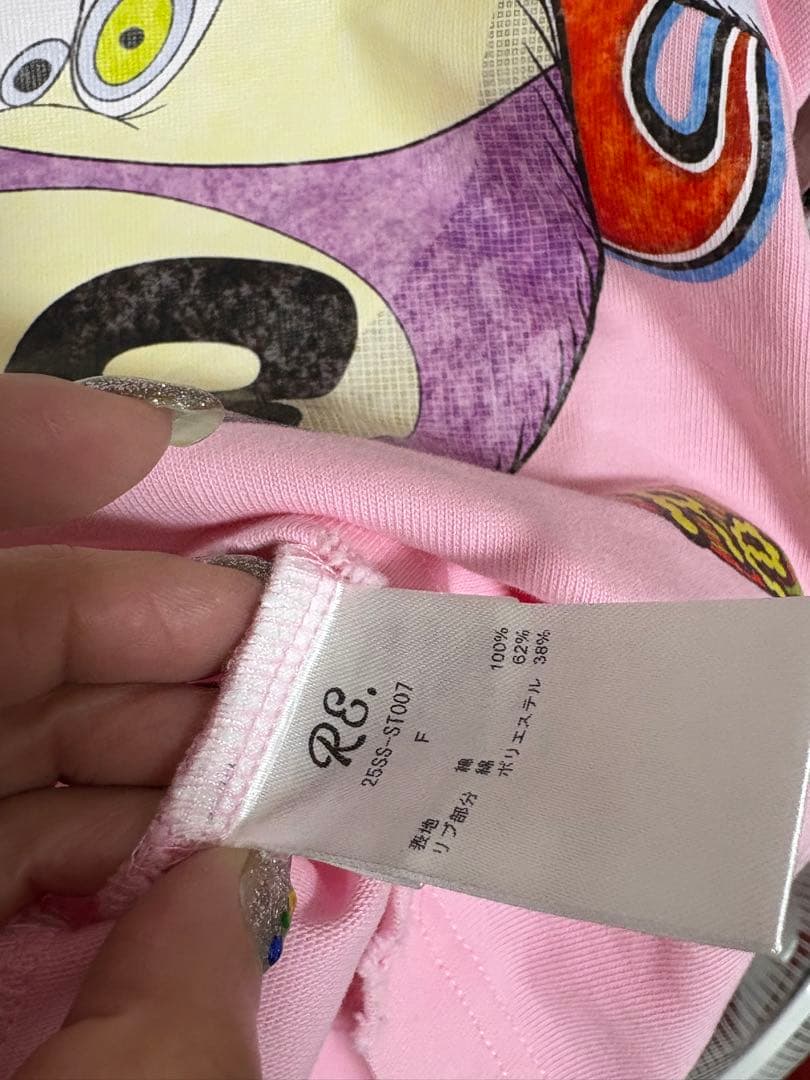 RE.
25SS-ST007
F
表地 綿 100%
リブ部分 綿 62%
ポリエステル 38%